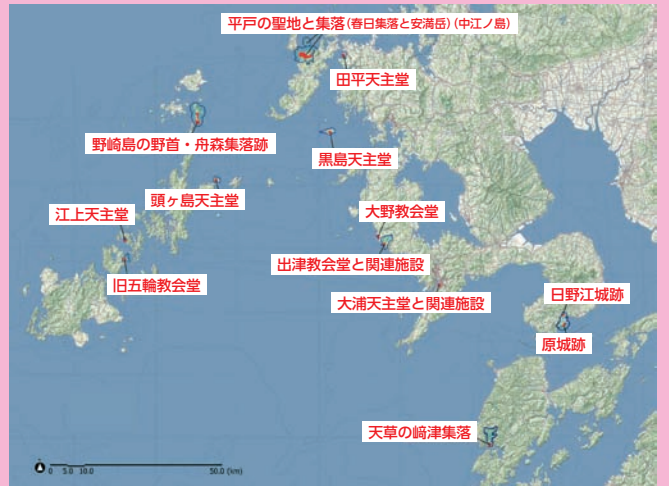 平戸の聖地と集落(春日集落と安満岳)(中江ノ島)
田平天主堂
野崎島の野首・舟森集落跡
黒島天主堂
頭ヶ島天主堂
大野教会堂
江上天主堂
出津教会堂と関連施設
旧五輪教会堂
大浦天主堂と関連施設
日野江城跡
原城跡
天草の﨑津集落
0 5.0 10.0 50.0 (km)